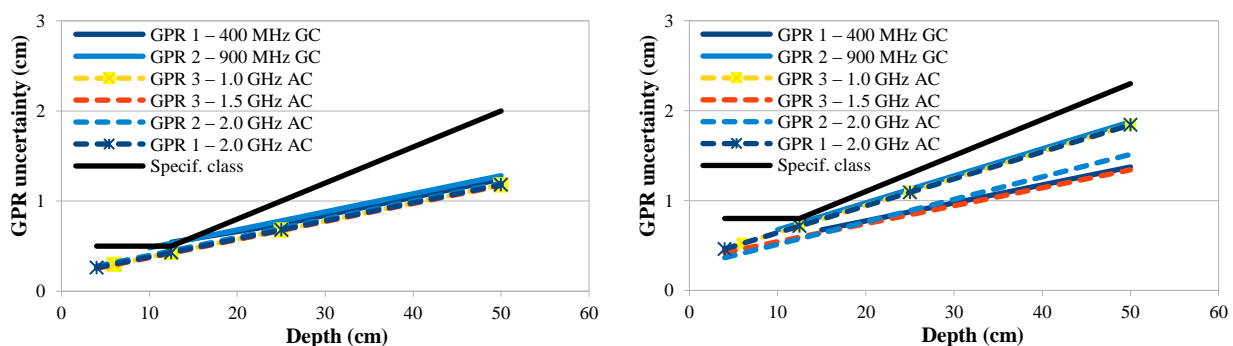 3
2
1
0
GPR uncertainty (cm)
GPR 1 – 400 MHz GC
GPR 2 – 900 MHz GC
GPR 3 – 1.0 GHz AC
GPR 3 – 1.5 GHz AC
GPR 2 – 2.0 GHz AC
GPR 1 – 2.0 GHz AC
Specif. class
0 10 20 30 40 50 60
Depth (cm)
3
2
1
0
GPR uncertainty (cm)
GPR 1 – 400 MHz GC
GPR 2 – 900 MHz GC
GPR 3 – 1.0 GHz AC
GPR 3 – 1.5 GHz AC
GPR 2 – 2.0 GHz AC
GPR 1 – 2.0 GHz AC
Specif. class
0 10 20 30 40 50 60
Depth (cm)